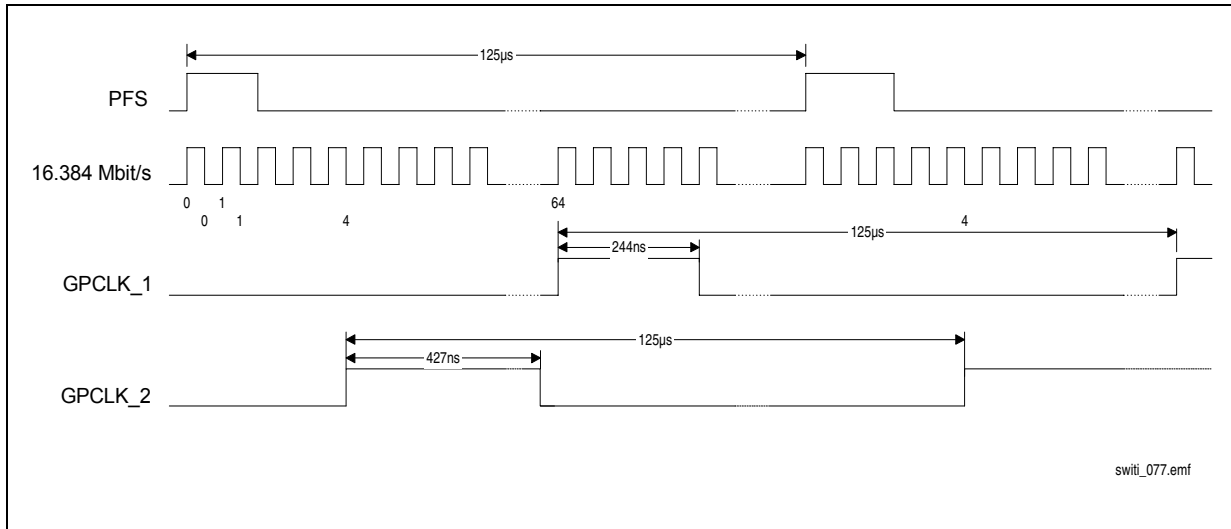 125µs
PFS
16.384 Mbit/s
0 1 64
0 1 4 4
125µs
244ns
GPCLK_1
125µs
427ns
GPCLK_2
switi_077.emf